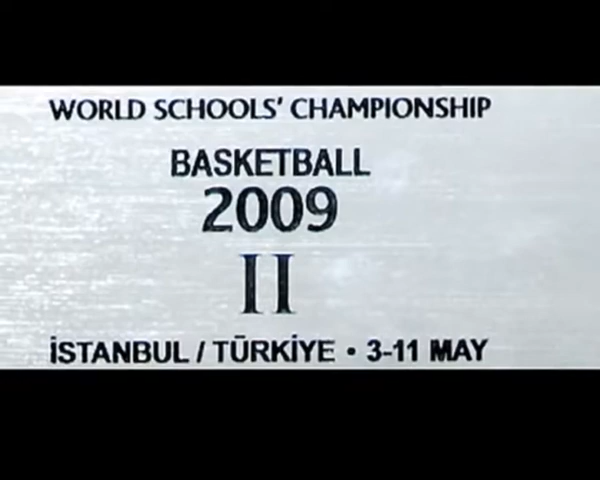 WORLD SCHOOLS' CHAMPIONSHIP
BASKETBALL
2009
II
İSTANBUL / TÜRKİYE • 3-11 MAY